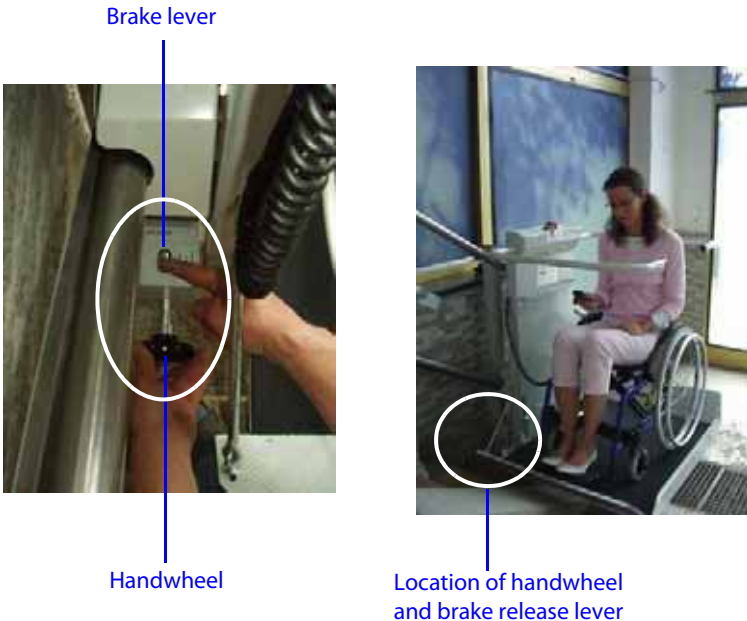 Brake lever
Handwheel
Location of handwheel
and brake release lever